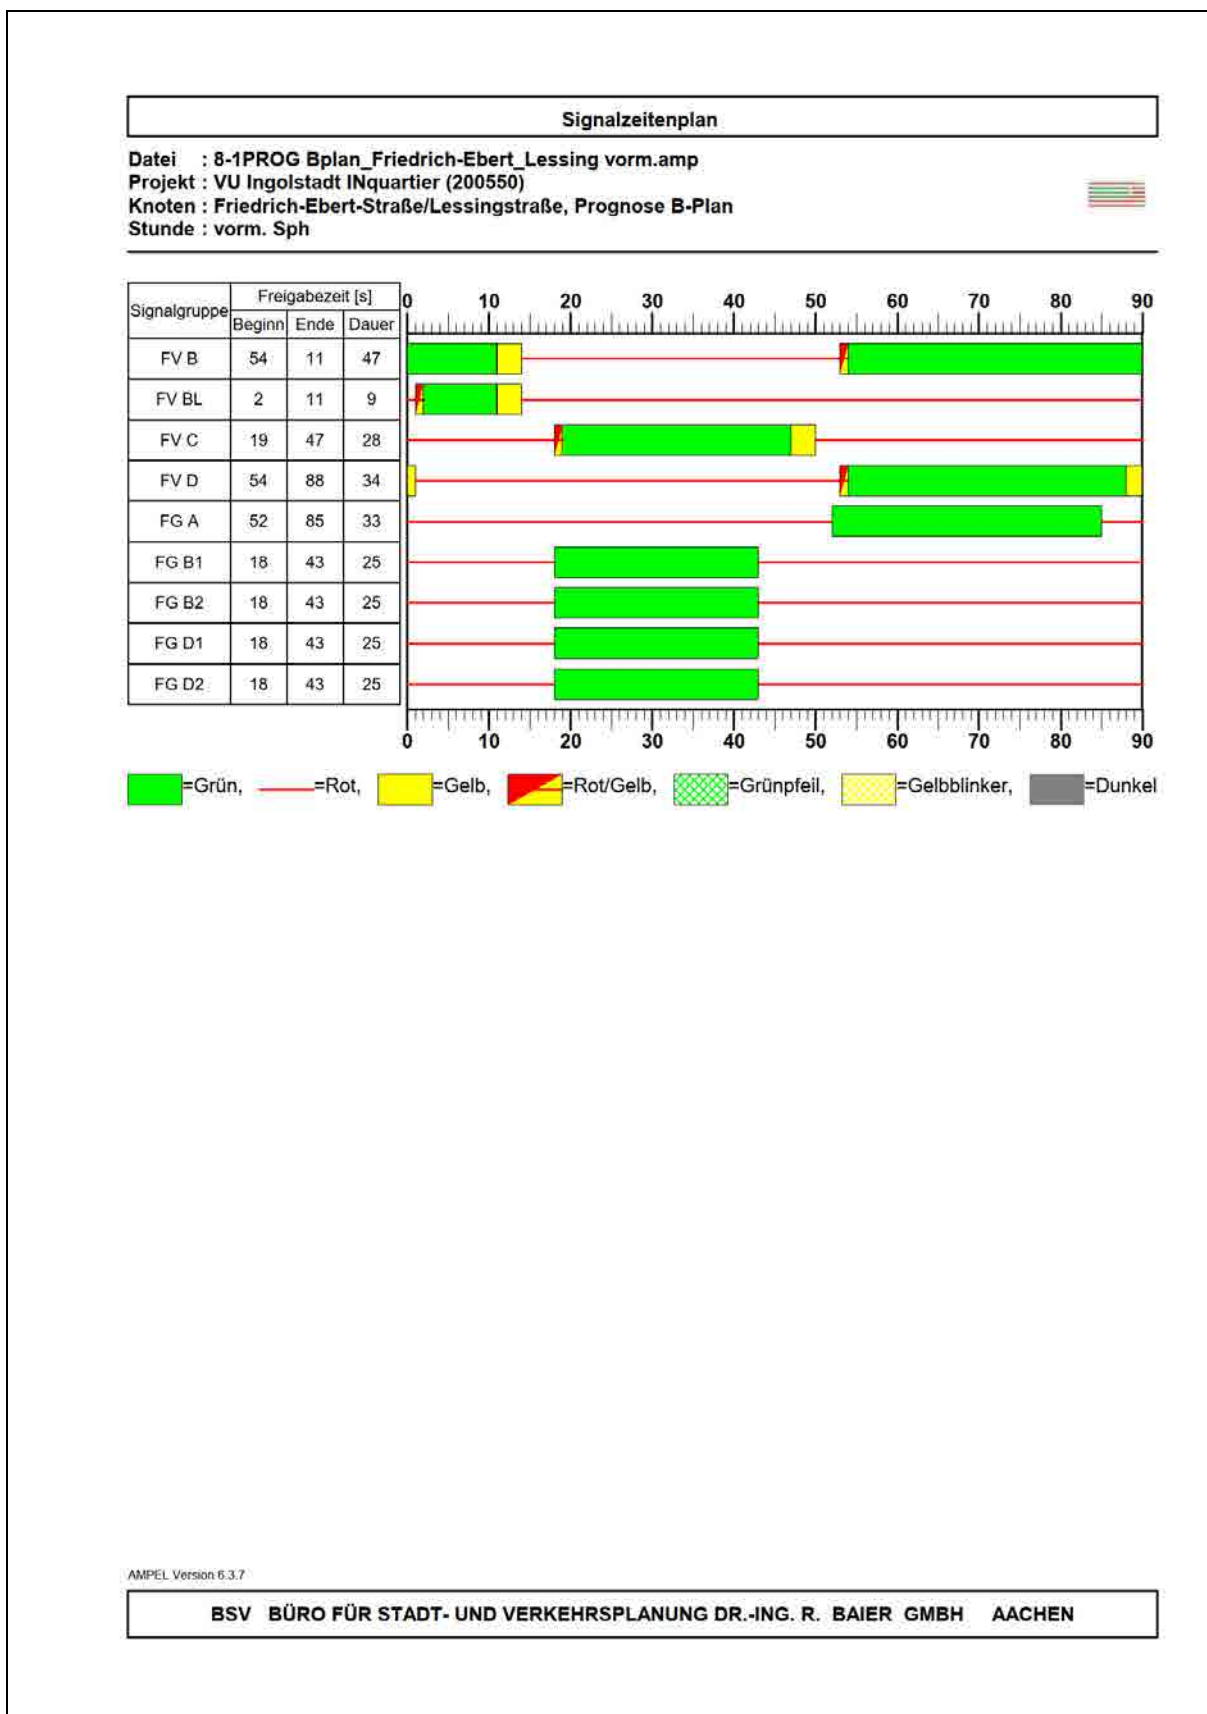 Signalzeitenplan
Datei : 8-1PROG Bplan_Friedrich-Ebert_Lessing vorm.amp
Projekt : VU Ingolstadt INquartier (200550)
Knoten : Friedrich-Ebert-Straße/Lessingstraße, Prognose B-Plan
Stunde : vorm. Sph
Signalgruppe Freigabezeit [s]
Beginn Ende Dauer
0 10 20 30 40 50 60 70 80 90
FV B 54 11 47
FV BL 2 11 9
FV C 19 47 28
FV D 54 88 34
FG A 52 85 33
FG B1 18 43 25
FG B2 18 43 25
FG D1 18 43 25
FG D2 18 43 25
0 10 20 30 40 50 60 70 80 90
=Grün, =Rot, =Gelb, =Rot/Gelb, =Grünpfeil, =Gelbblinker, =Dunkel
AMPEL Version 6.3.7
BSV BÜRO FÜR STADT- UND VERKEHRSPLANUNG DR.-ING. R. BAIER GMBH AACHEN